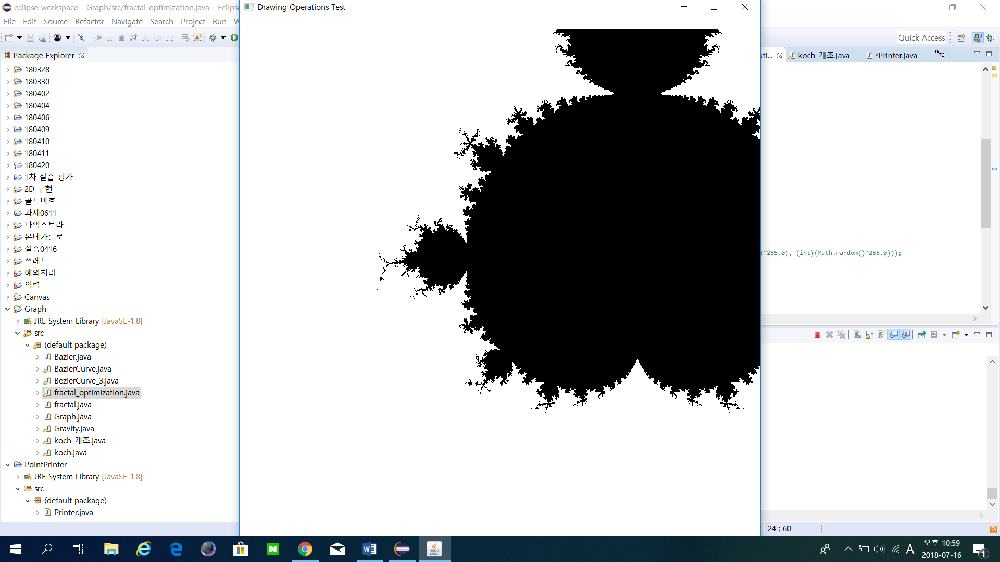 eclipse-workspace - Graph/src/fractal_optimization.java - Eclipse
Drawing Operations Test
File Edit Source Refactor Navigate Search Project Run
Quick Access
Package Explorer
koch_개조.java
*Printer.java
72
180328
180330
180402
180404
180406
180409
180410
180411
180420
1차 실습 평가
2D 구현
골드바흐
과제0611
다익스트라
몬테카를로
실습0416
쓰레드
예외처리
입력
Canvas
Graph
JRE System Library [JavaSE-1.8]
src
(default package)
Bazier.java
BazierCurve.java
BezierCurve_3.java
fractal_optimization.java
fractal.java
Graph.java
Gravity.java
koch_개조.java
koch.java
PointPrinter
JRE System Library [JavaSE-1.8]
src
(default package)
Printer.java
)*255.0), (int)(Math.random()*255.0)));
24 : 60
A
오후 10:59
2018-07-16
1